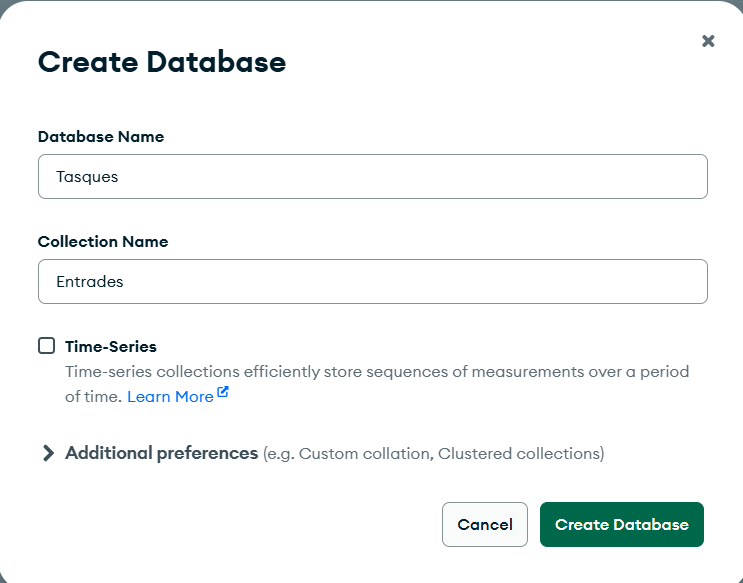 Create Database
Database Name
Tasques
Collection Name
Entrades
Time-Series
Time-series collections efficiently store sequences of measurements over a period
of time. Learn More
Additional preferences (e.g. Custom collation, Clustered collections)
Cancel Create Database